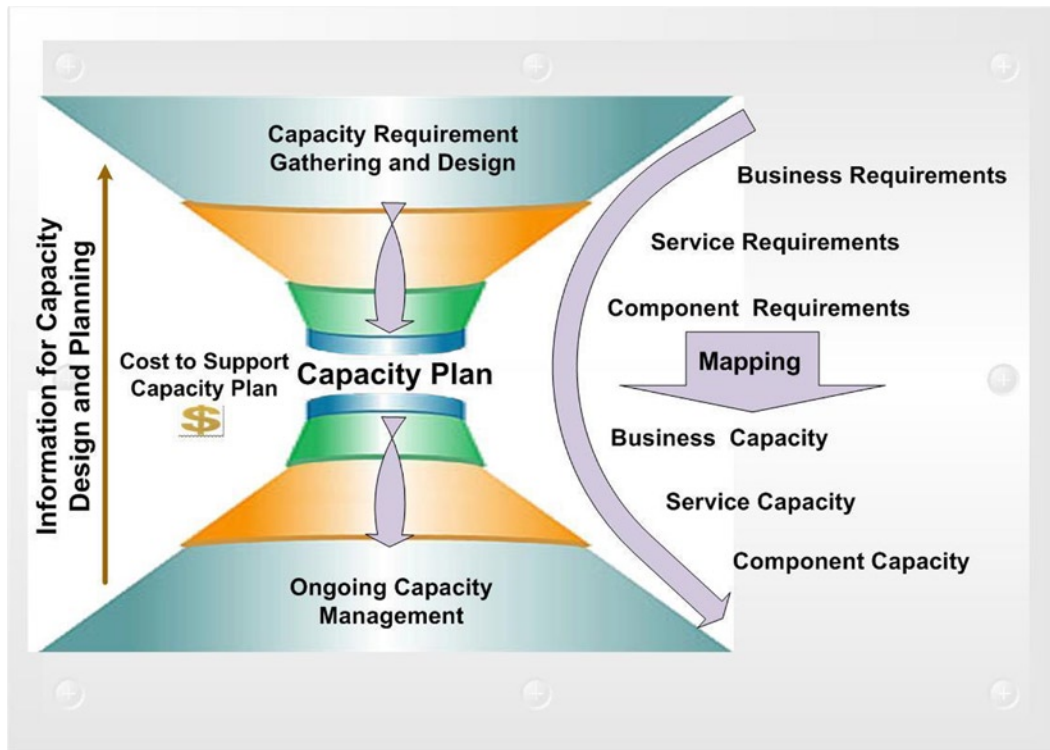 Capacity Requirement
Gathering and Design
Business Requirements
Service Requirements
Component Requirements
Mapping
Information for Capacity
Design and Planning
Cost to Support
Capacity Plan
$
Capacity Plan
Business Capacity
Service Capacity
Component Capacity
Ongoing Capacity
Management